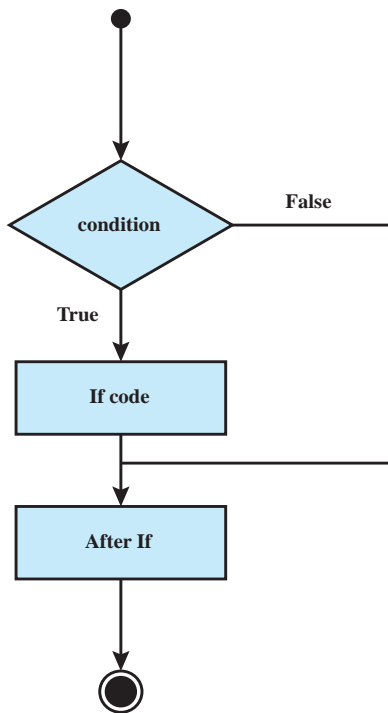 condition
False
True
If code
After If